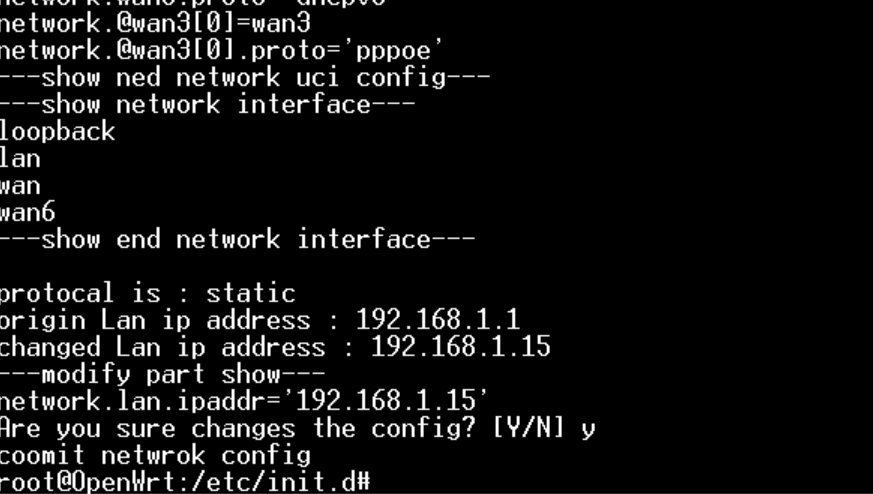 network.@wan3[0]=wan3
network.@wan3[0].proto='pppoe'
---show ned network uci config---
---show network interface---
loopback
lan
wan
wan6
---show end network interface---
protocal is : static
origin Lan ip address : 192.168.1.1
changed Lan ip address : 192.168.1.15
---modify part show---
network.lan.ipaddr='192.168.1.15'
Are you sure changes the config? [Y/N] y
coomit netwrok config
root@OpenWrt:/etc/init.d#